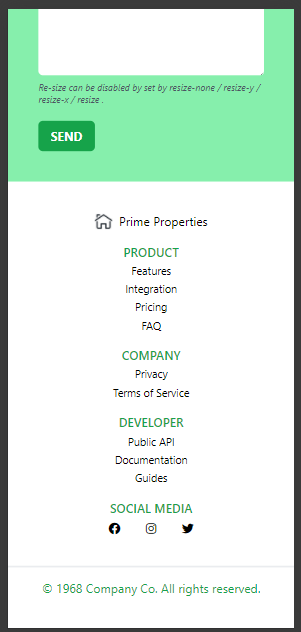 Re-size can be disabled by set by resize-none / resize-y /
resize-x / resize .
SEND
Prime Properties
PRODUCT
Features
Integration
Pricing
FAQ
COMPANY
Privacy
Terms of Service
DEVELOPER
Public API
Documentation
Guides
SOCIAL MEDIA
© 1968 Company Co. All rights reserved.